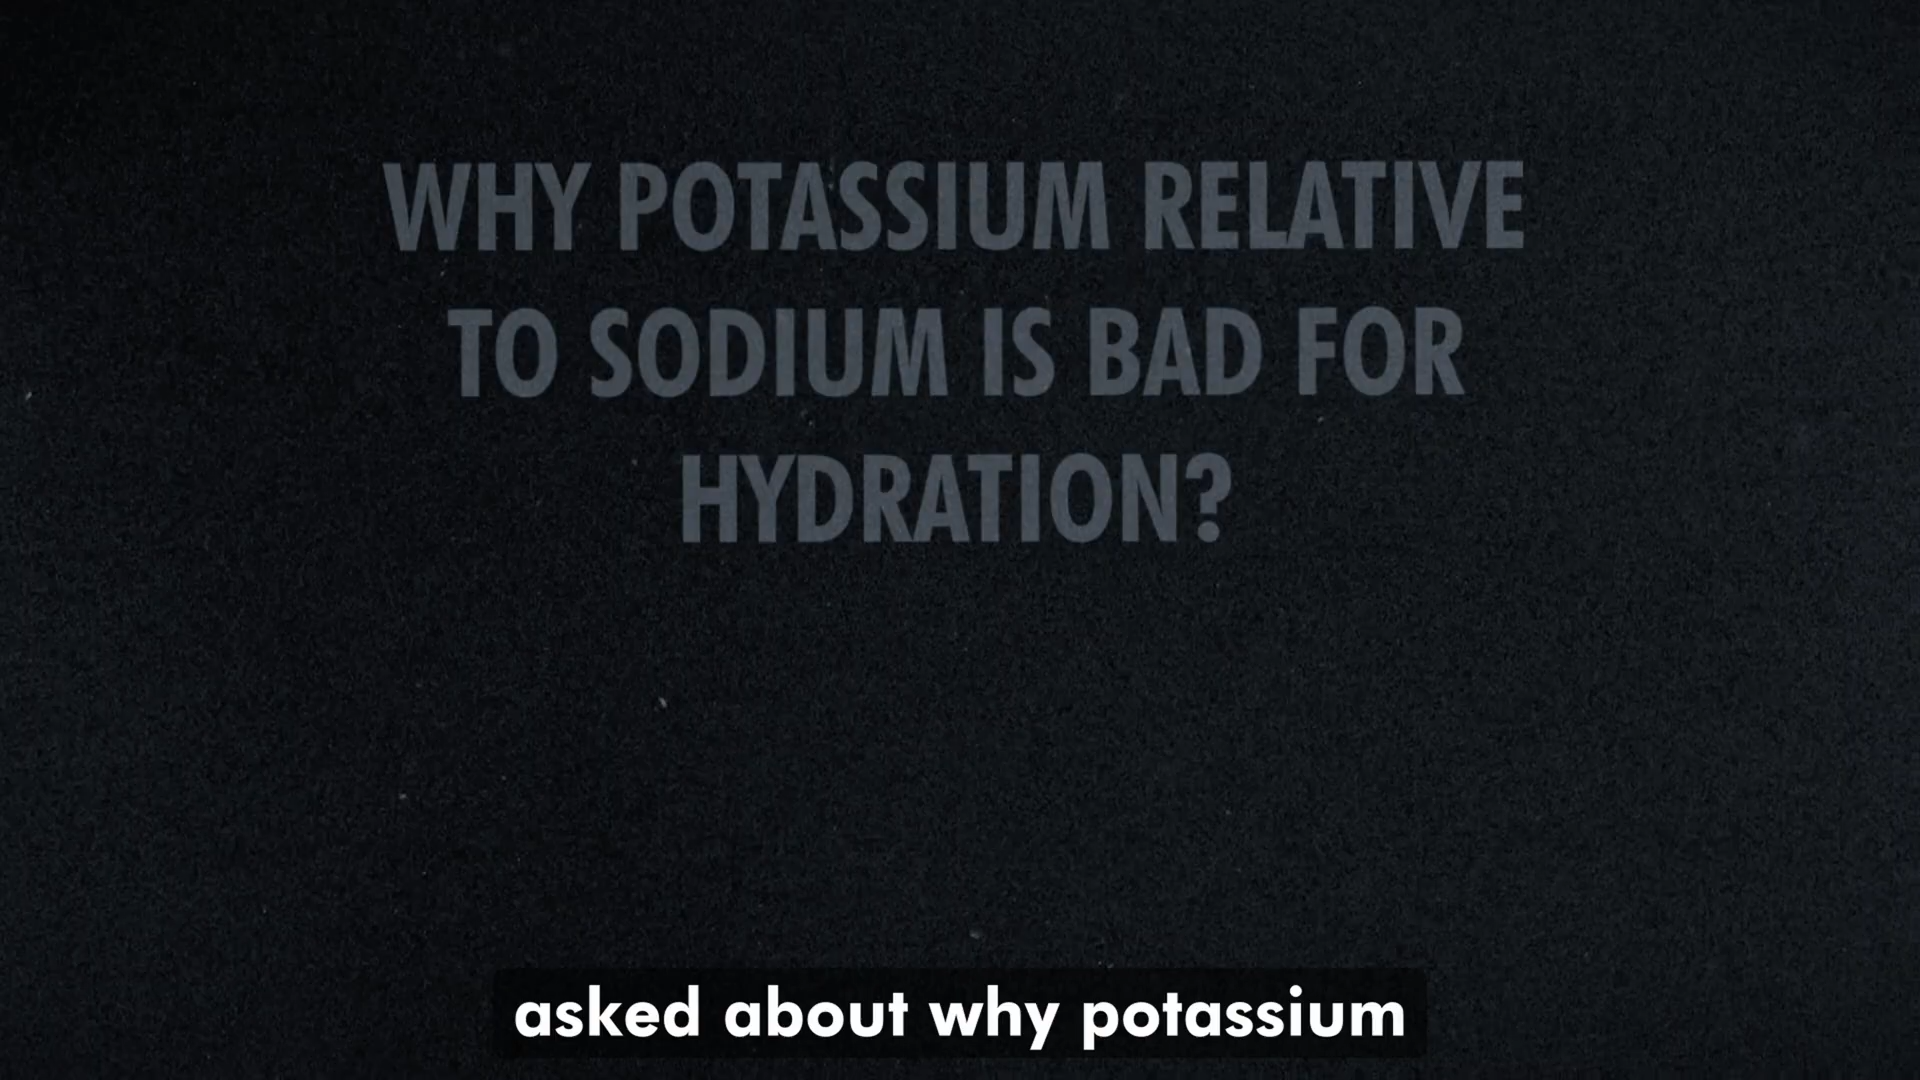 WHY POTASSIUM RELATIVE
TO SODIUM IS BAD FOR
HYDRATION?
asked about why potassium